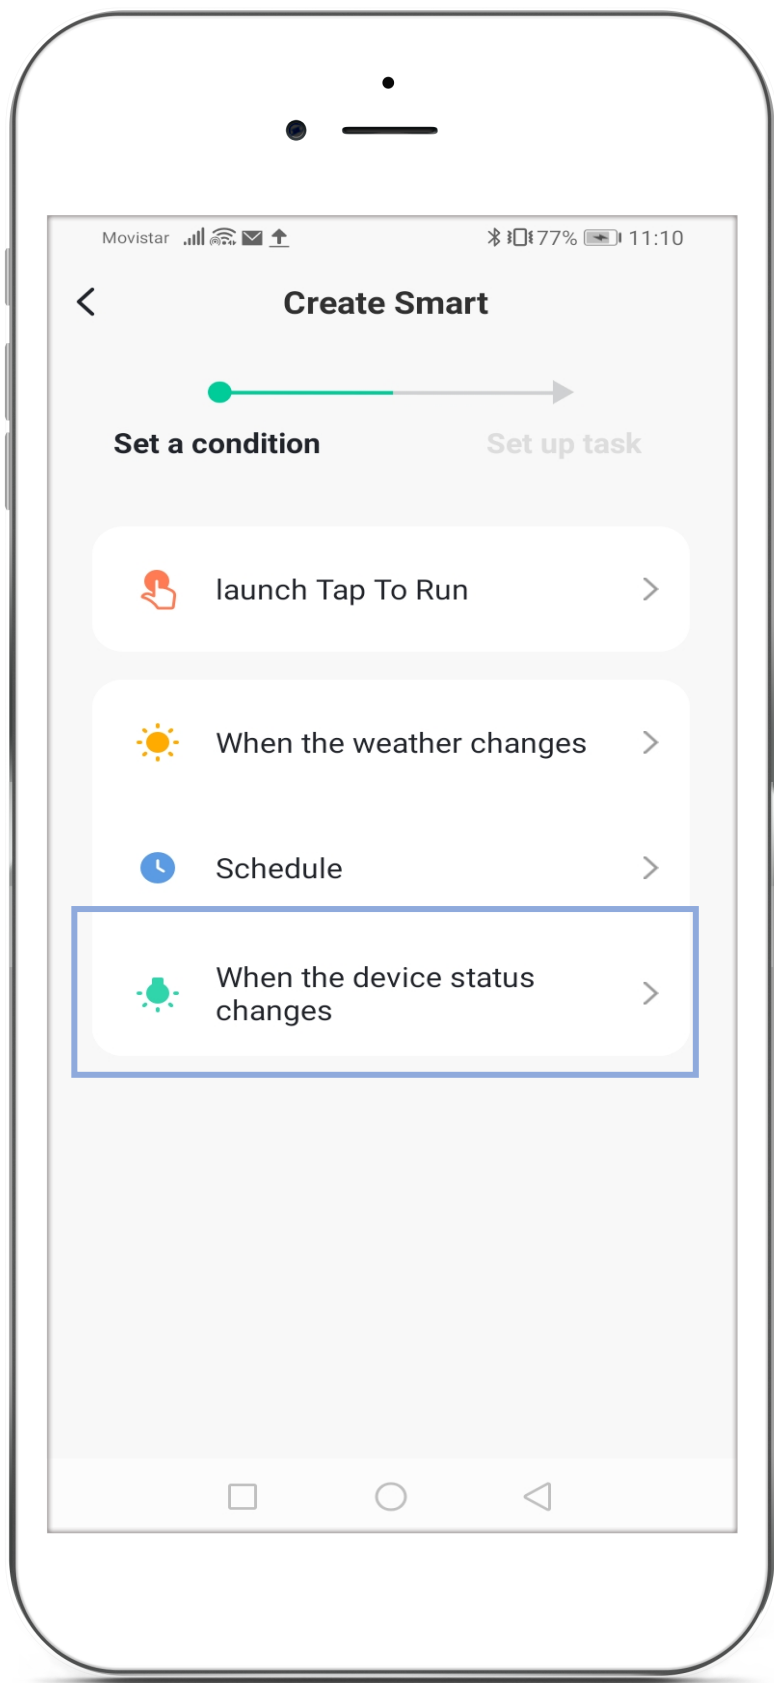 Movistar 77% 11:10
Create Smart
Set a condition Set up task
launch Tap To Run
When the weather changes
Schedule
When the device status
changes